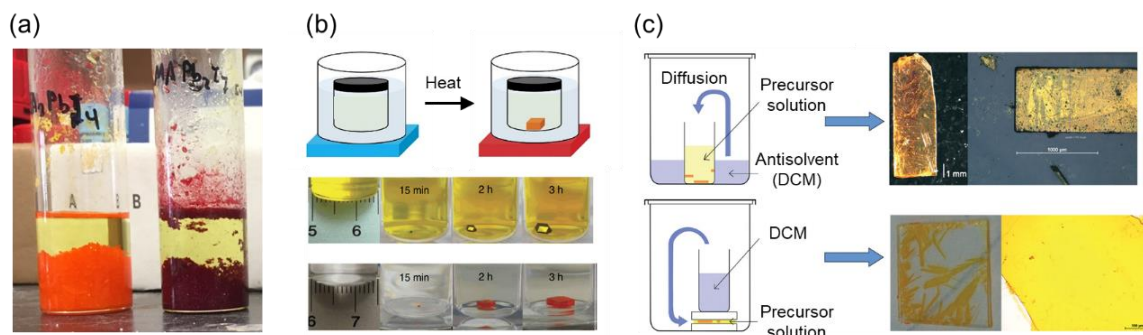 (a)
A B
(b)
Heat
15 min 2 h 3 h
5 6
15 min 2 h 3 h
6 7
(c)
Diffusion
Precursor
solution
Antisolvent
(DCM)
1 mm
1000 µm
DCM
Precursor
solution